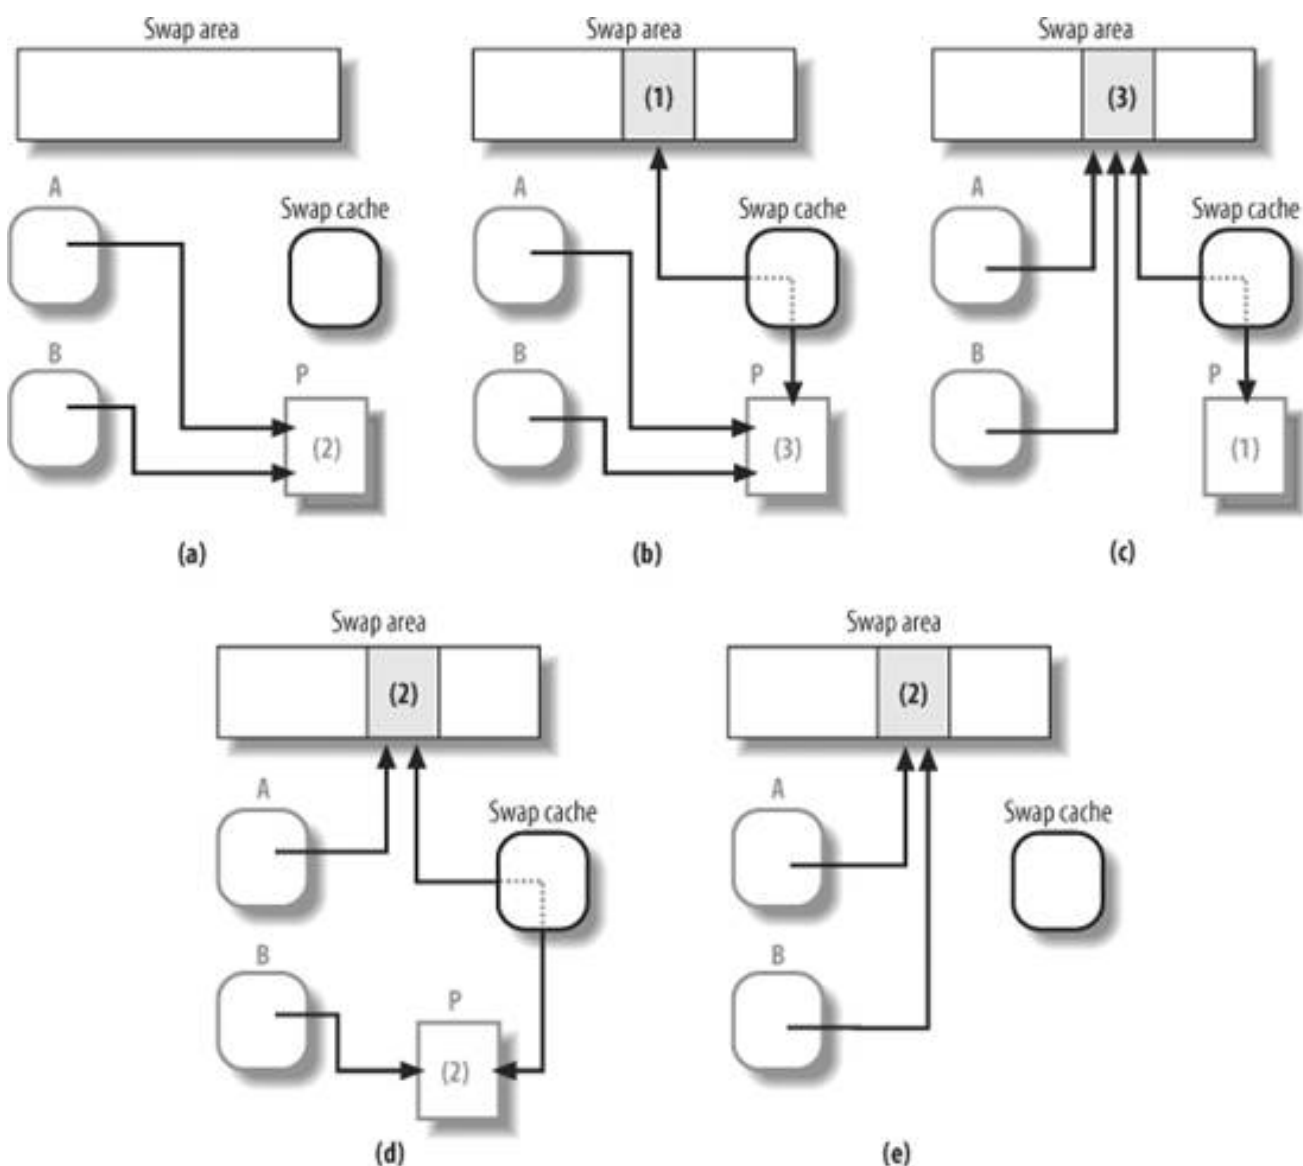 Swap area
A
Swap cache
B
P
(2)
(a)
Swap area
(1)
A
Swap cache
B
P
(3)
(b)
Swap area
(3)
A
Swap cache
B
P
(1)
(c)
Swap area
(2)
A
Swap cache
B
P
(2)
(d)
Swap area
(2)
A
Swap cache
B
(e)